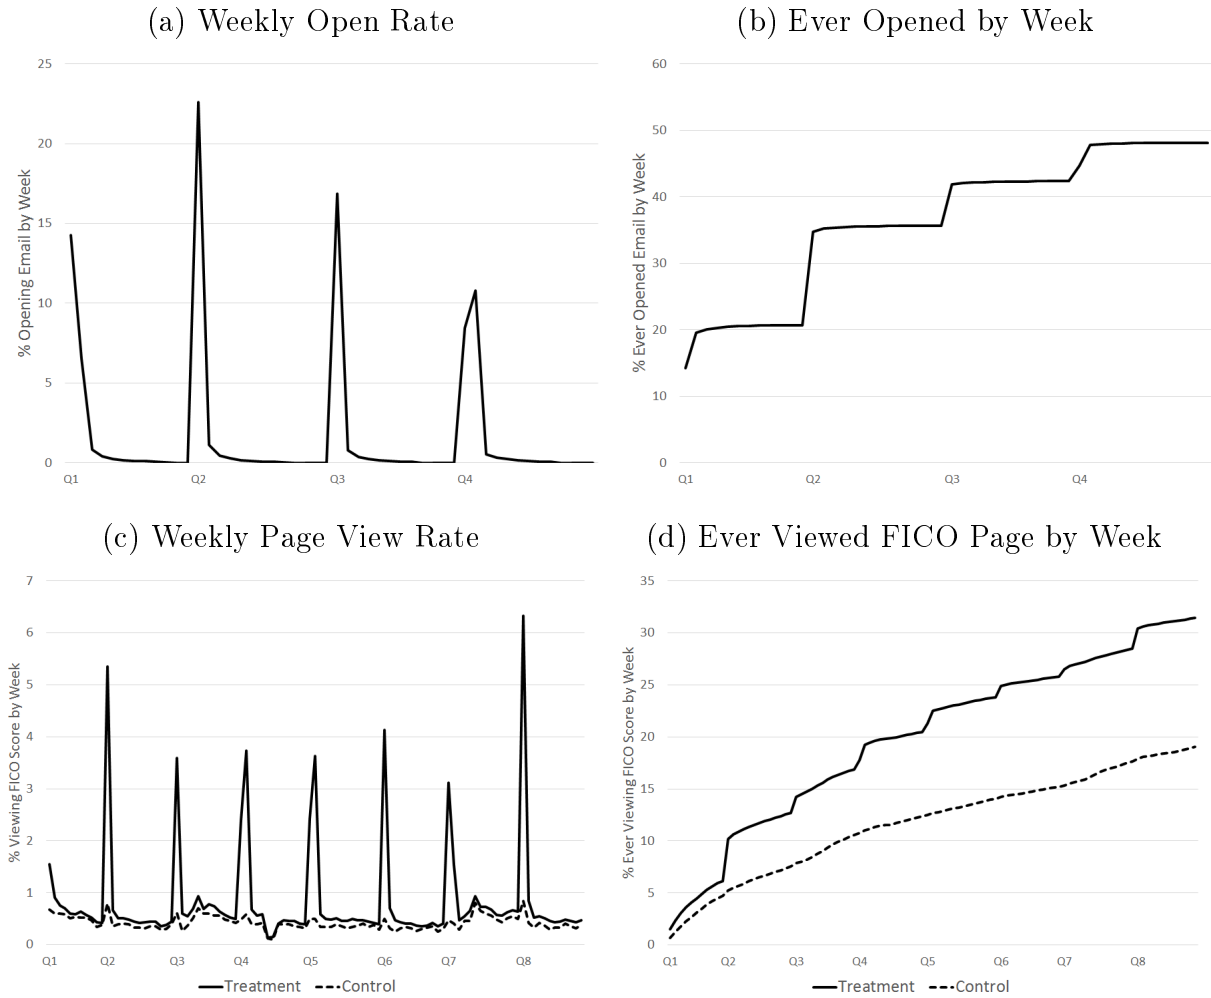 (a) Weekly Open Rate
25
20
15
10
5
0
% Opening Email by Week
Q1 Q2 Q3 Q4
(b) Ever Opened by Week
60
50
40
30
20
10
0
% Ever Opened Email by Week
Q1 Q2 Q3 Q4
(c) Weekly Page View Rate
7
6
5
4
3
2
1
0
% Viewing FICO Score by Week
Q1 Q2 Q3 Q4 Q5 Q6 Q7 Q8
Treatment Control
(d) Ever Viewed FICO Page by Week
35
30
25
20
15
10
5
0
% Ever Viewing FICO Score by Week
Q1 Q2 Q3 Q4 Q5 Q6 Q7 Q8
Treatment Control